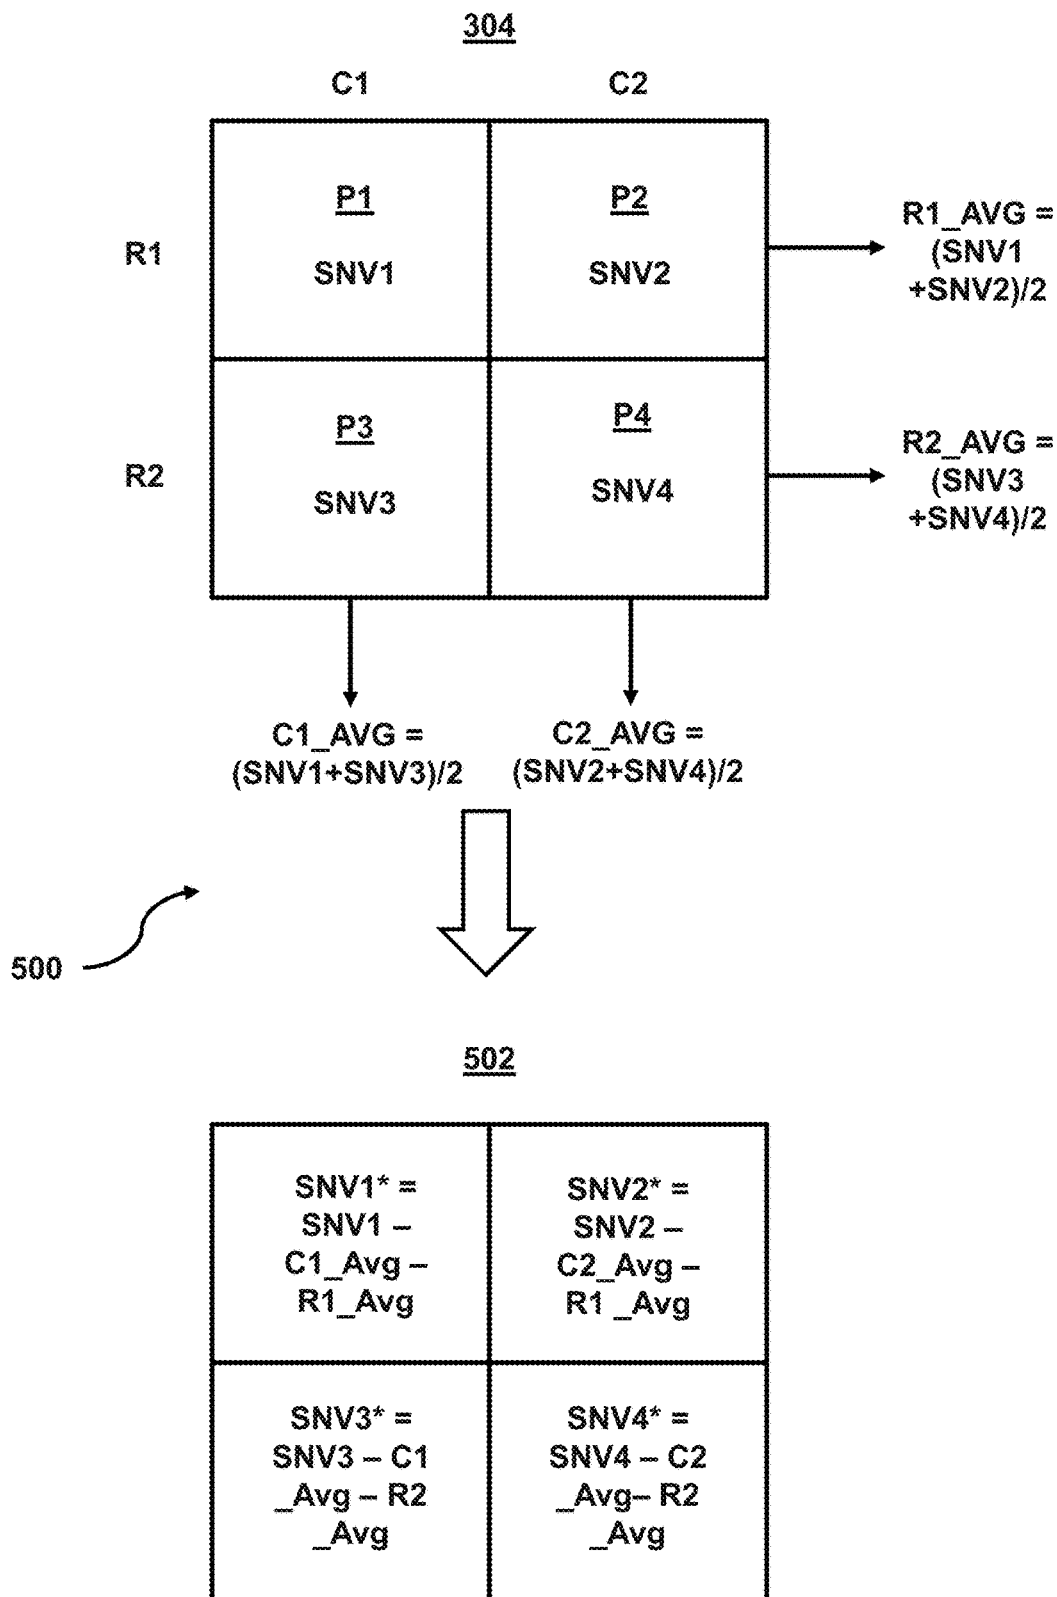 304
C1
C2
P1
SNV1
P2
SNV2
R1
R1_AVG =
(SNV1
+SNV2)/2
P3
SNV3
P4
SNV4
R2
R2_AVG =
(SNV3
+SNV4)/2
C1_AVG =
(SNV1+SNV3)/2
C2_AVG =
(SNV2+SNV4)/2
500
502
SNV1* =
SNV1 –
C1_Avg –
R1_Avg
SNV2* =
SNV2 –
C2_Avg –
R1 _Avg
SNV3* =
SNV3 – C1
_Avg – R2
_Avg
SNV4* =
SNV4 – C2
_Avg– R2
_Avg